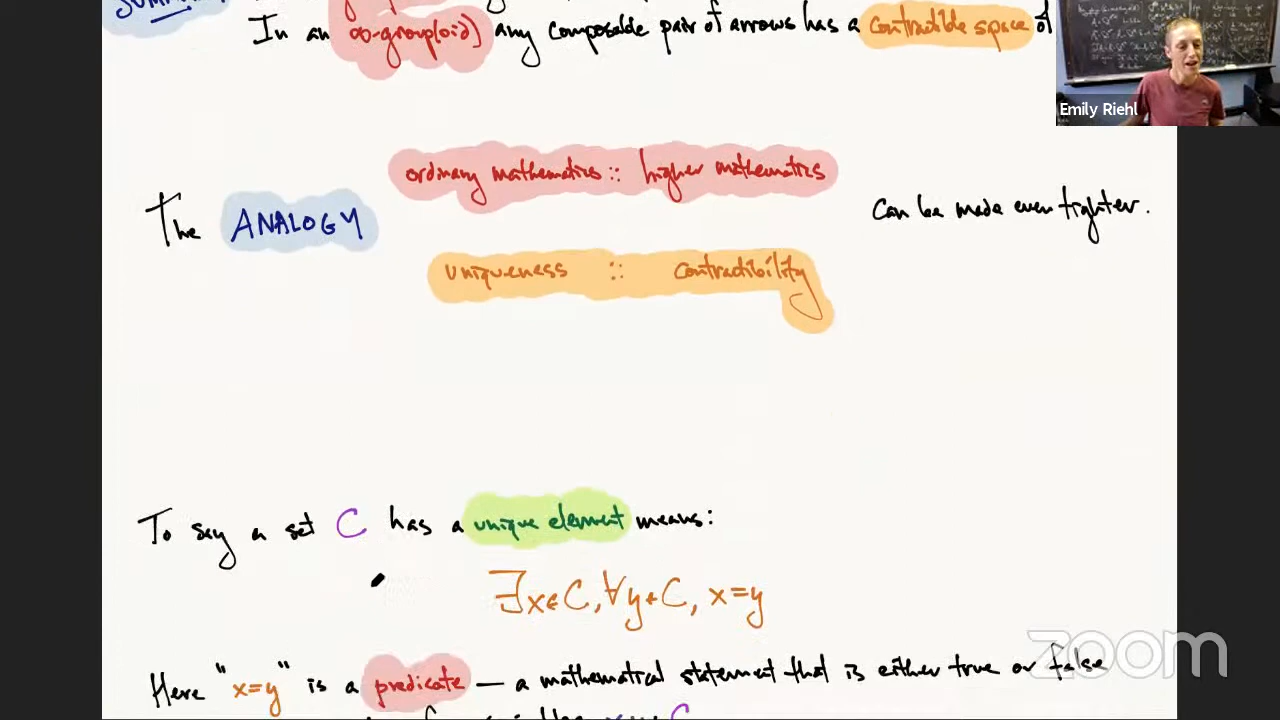 SUMMARY
In an ∞-group(oid) any composable pair of arrows has a contractible space of
Emily Riehl
ordinary mathematics :: higher mathematics
The ANALOGY can be made even tighter.
uniqueness :: contractibility
To say a set C has a unique element means:
∃x∈C, ∀y∈C, x=y
zoom
Here "x=y" is a predicate — a mathematical statement that is either true or false